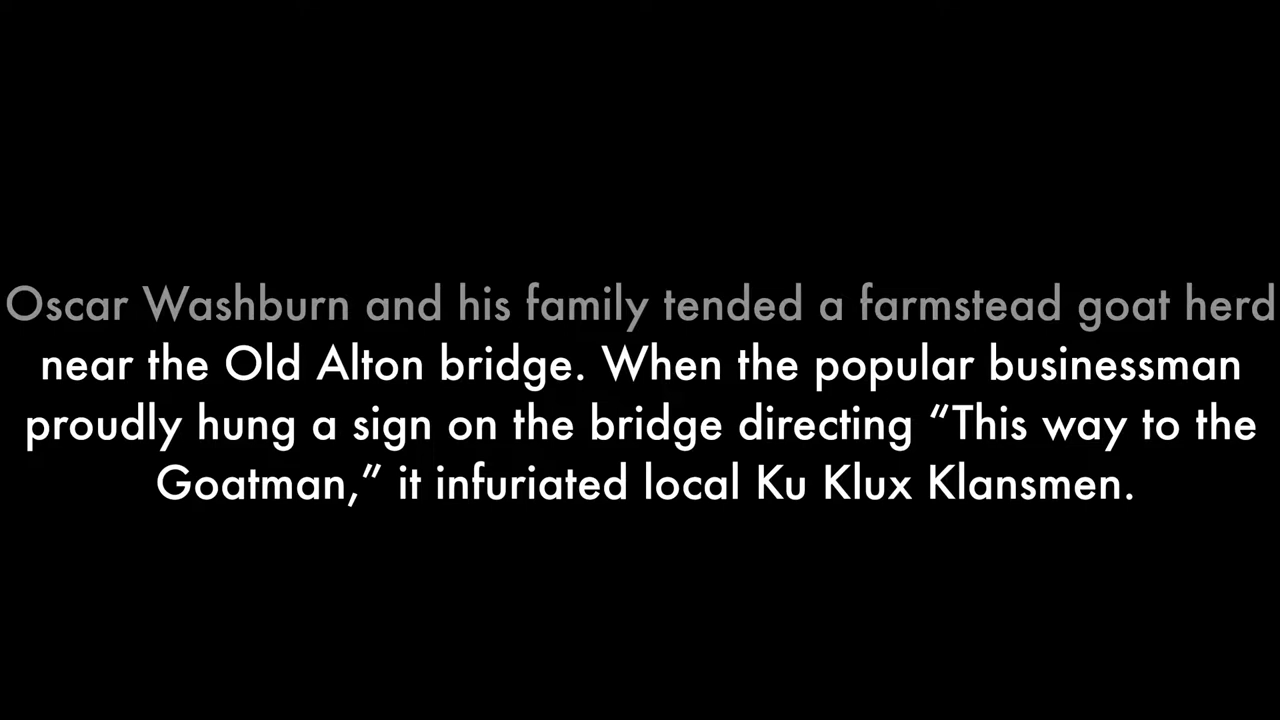 Oscar Washburn and his family tended a farmstead goat herd
near the Old Alton bridge. When the popular businessman
proudly hung a sign on the bridge directing “This way to the
Goatman,” it infuriated local Ku Klux Klansmen.